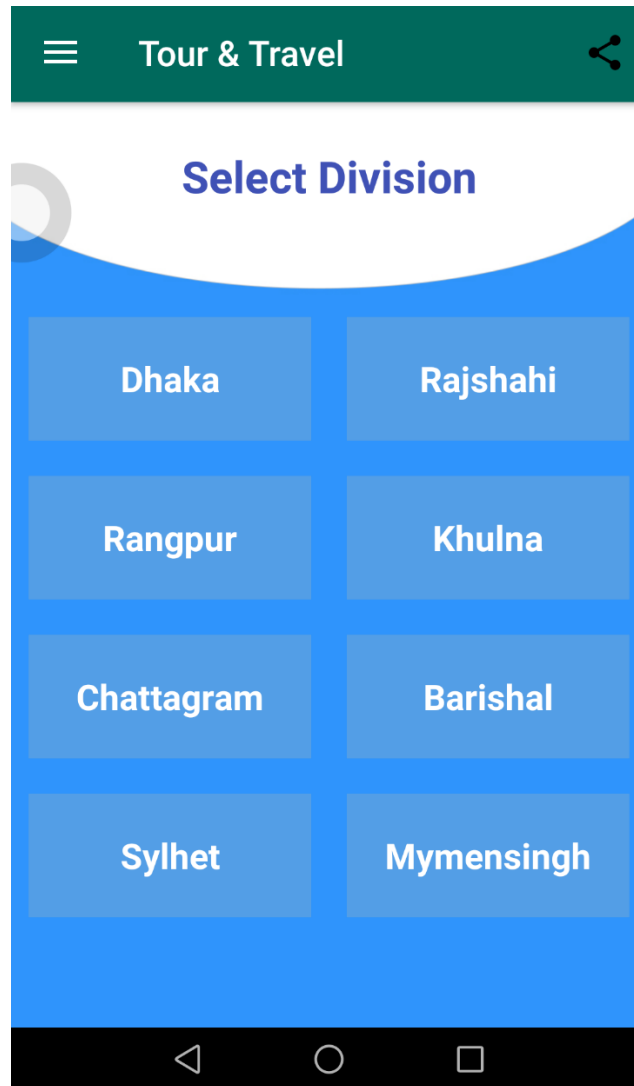 Tour & Travel
Select Division
Dhaka
Rajshahi
Rangpur
Khulna
Chattagram
Barishal
Sylhet
Mymensingh